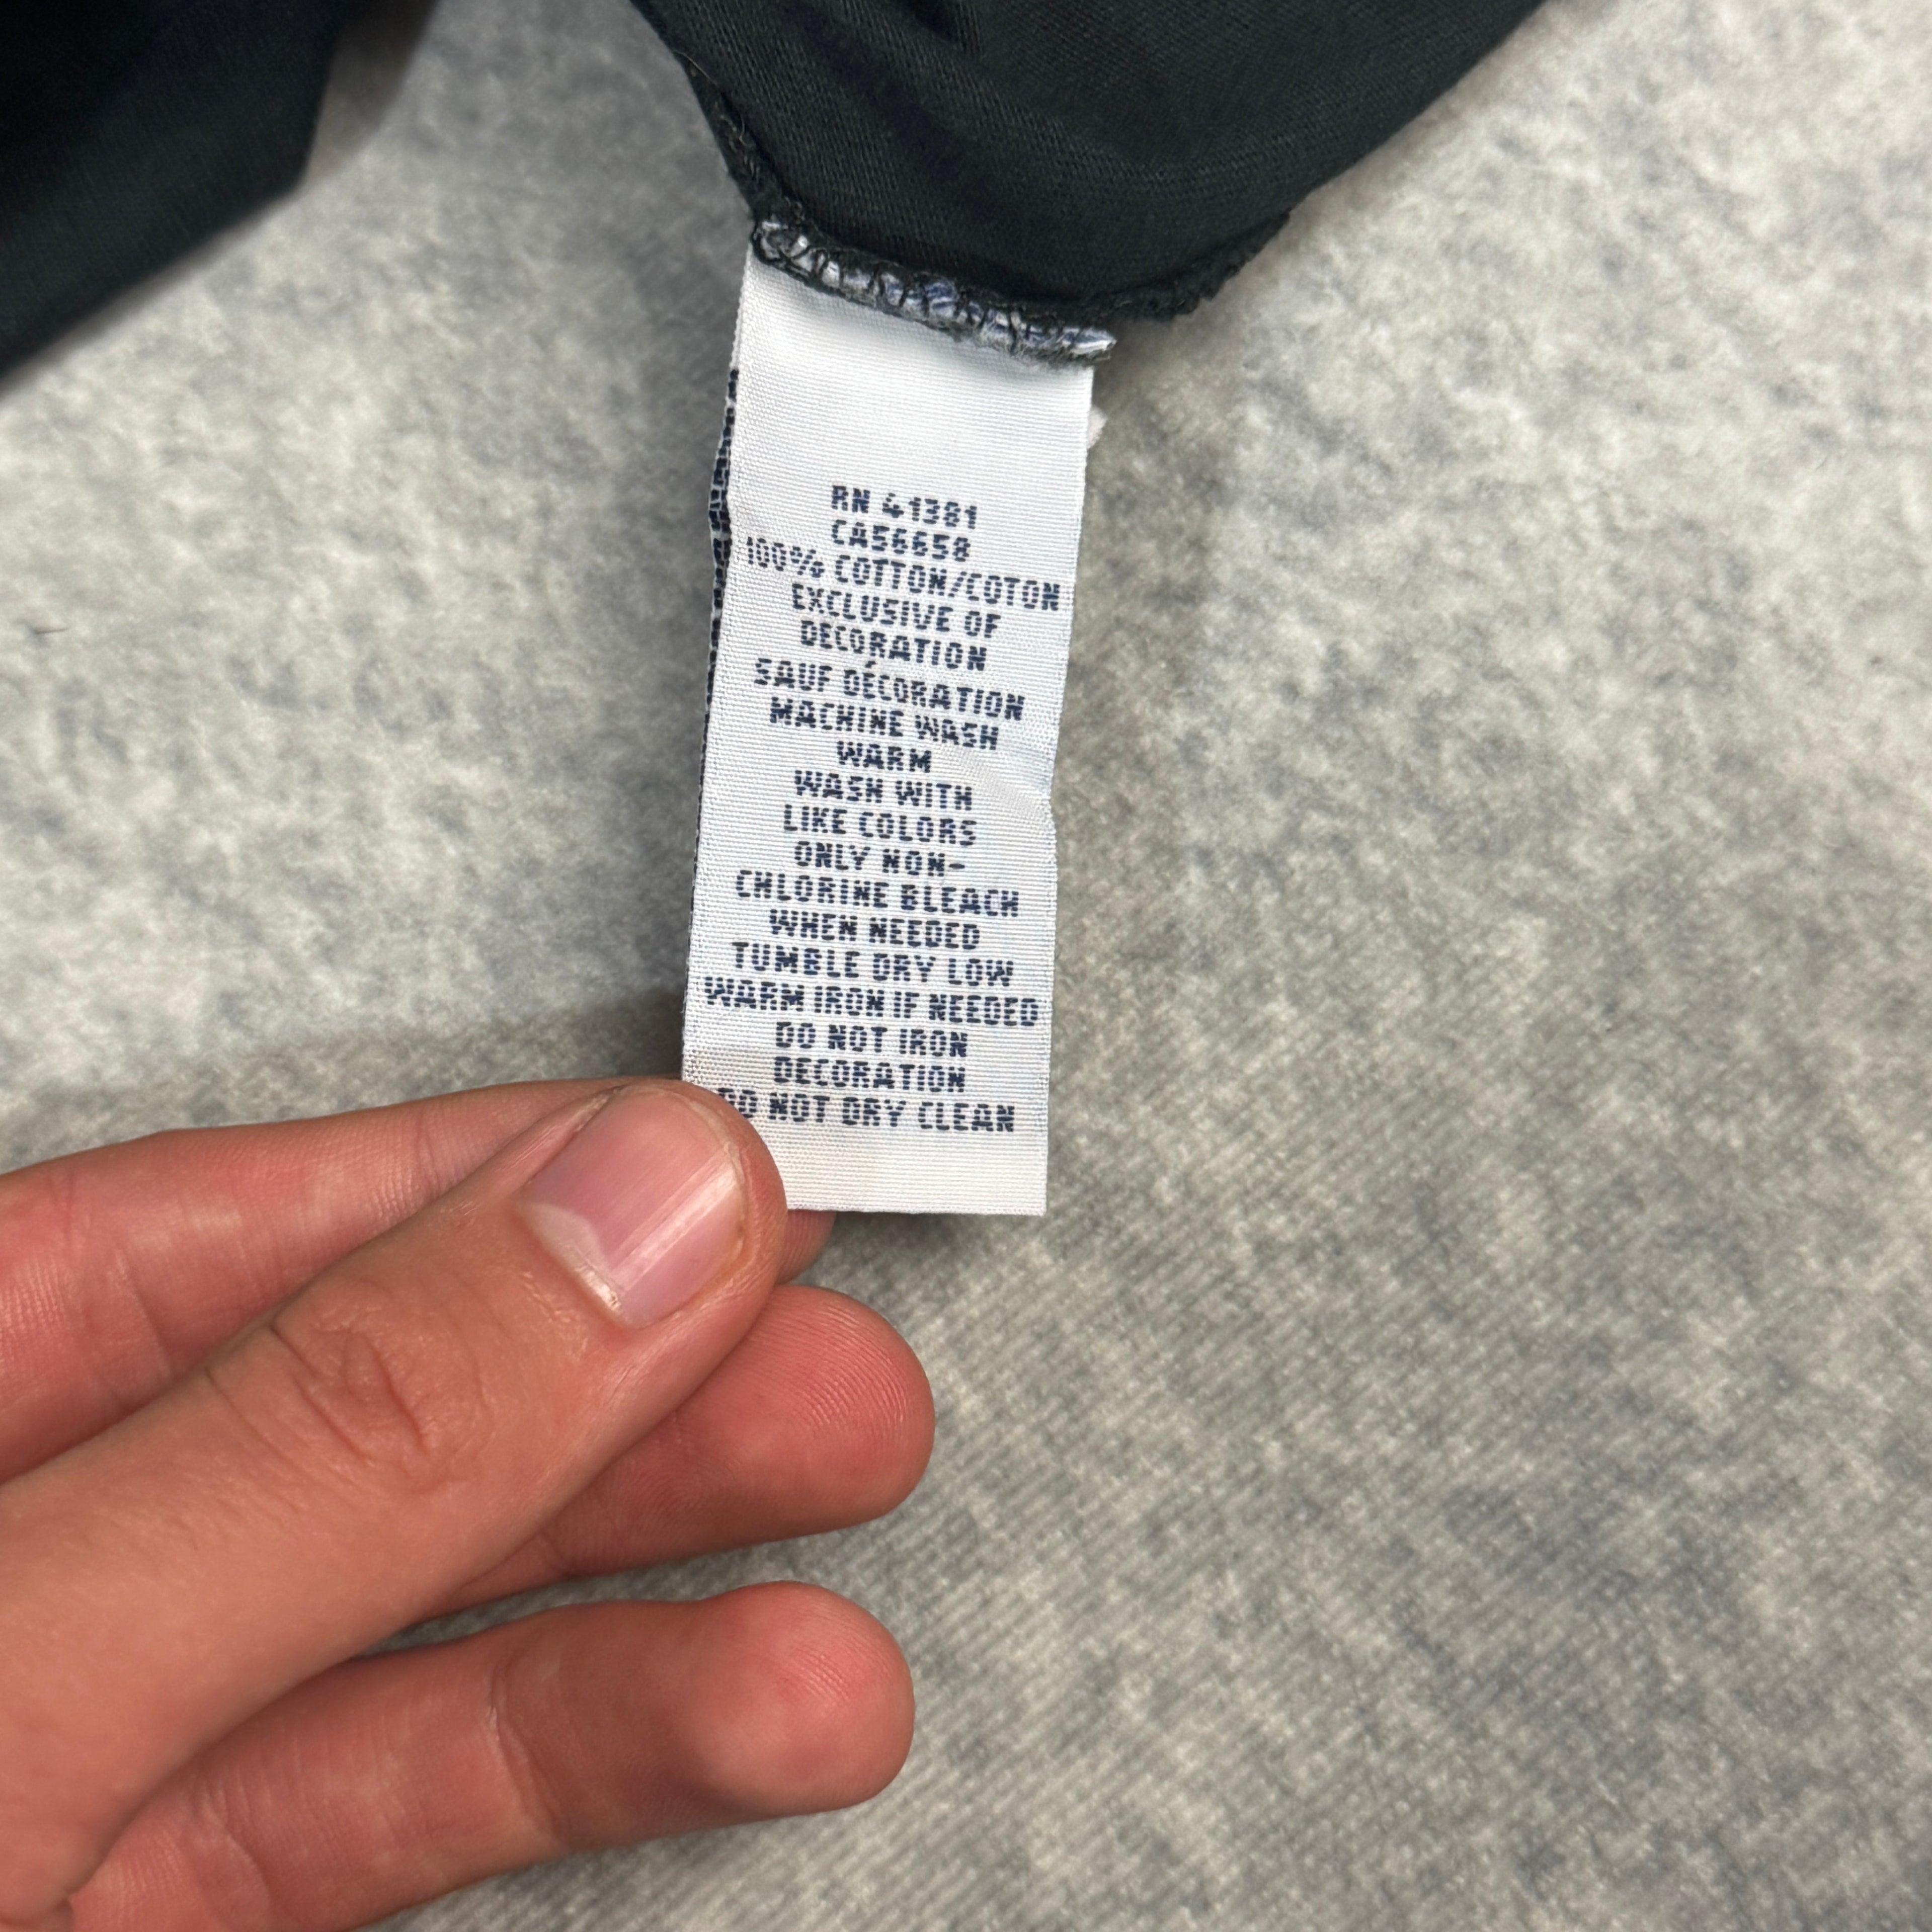 RN 41381
CA56658
100% COTTON/COTON
EXCLUSIVE OF
DECORATION
SAUF DÉCORATION
MACHINE WASH
WARM
WASH WITH
LIKE COLORS
ONLY NON-
CHLORINE BLEACH
WHEN NEEDED
TUMBLE DRY LOW
WARM IRON IF NEEDED
DO NOT IRON
DECORATION
DO NOT DRY CLEAN